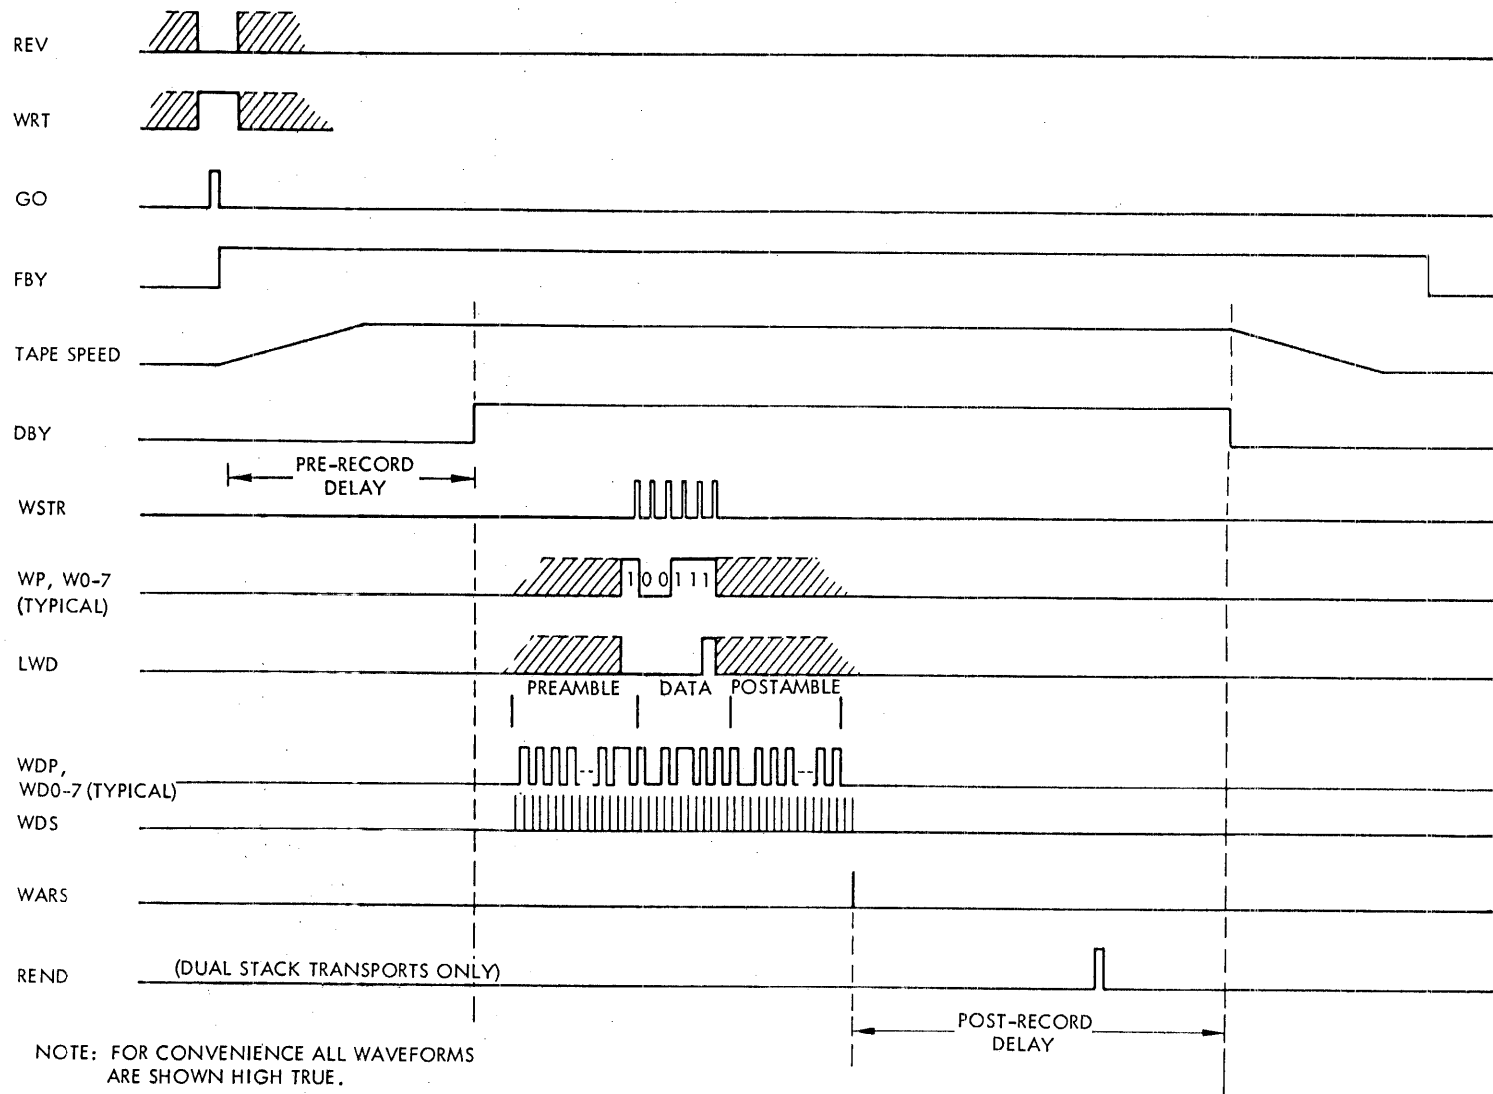 REV
WRT
GO
FBY
TAPE SPEED
DBY
PRE-RECORD
DELAY
WSTR
WP, W0-7
(TYPICAL)
1 0 0 1 1 1
LWD
PREAMBLE DATA POSTAMBLE
WDP,
WD0-7 (TYPICAL)
WDS
WARS
REND (DUAL STACK TRANSPORTS ONLY)
POST-RECORD
DELAY
NOTE: FOR CONVENIENCE ALL WAVEFORMS
ARE SHOWN HIGH TRUE.